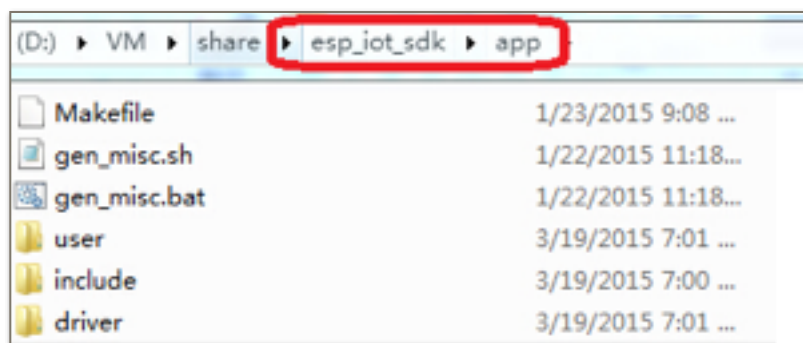 (D:) ▸ VM ▸ share ▸ esp_iot_sdk ▸ app
Makefile 1/23/2015 9:08 ...
gen_misc.sh 1/22/2015 11:18...
gen_misc.bat 1/22/2015 11:18...
user 3/19/2015 7:01 ...
include 3/19/2015 7:00 ...
driver 3/19/2015 7:01 ...